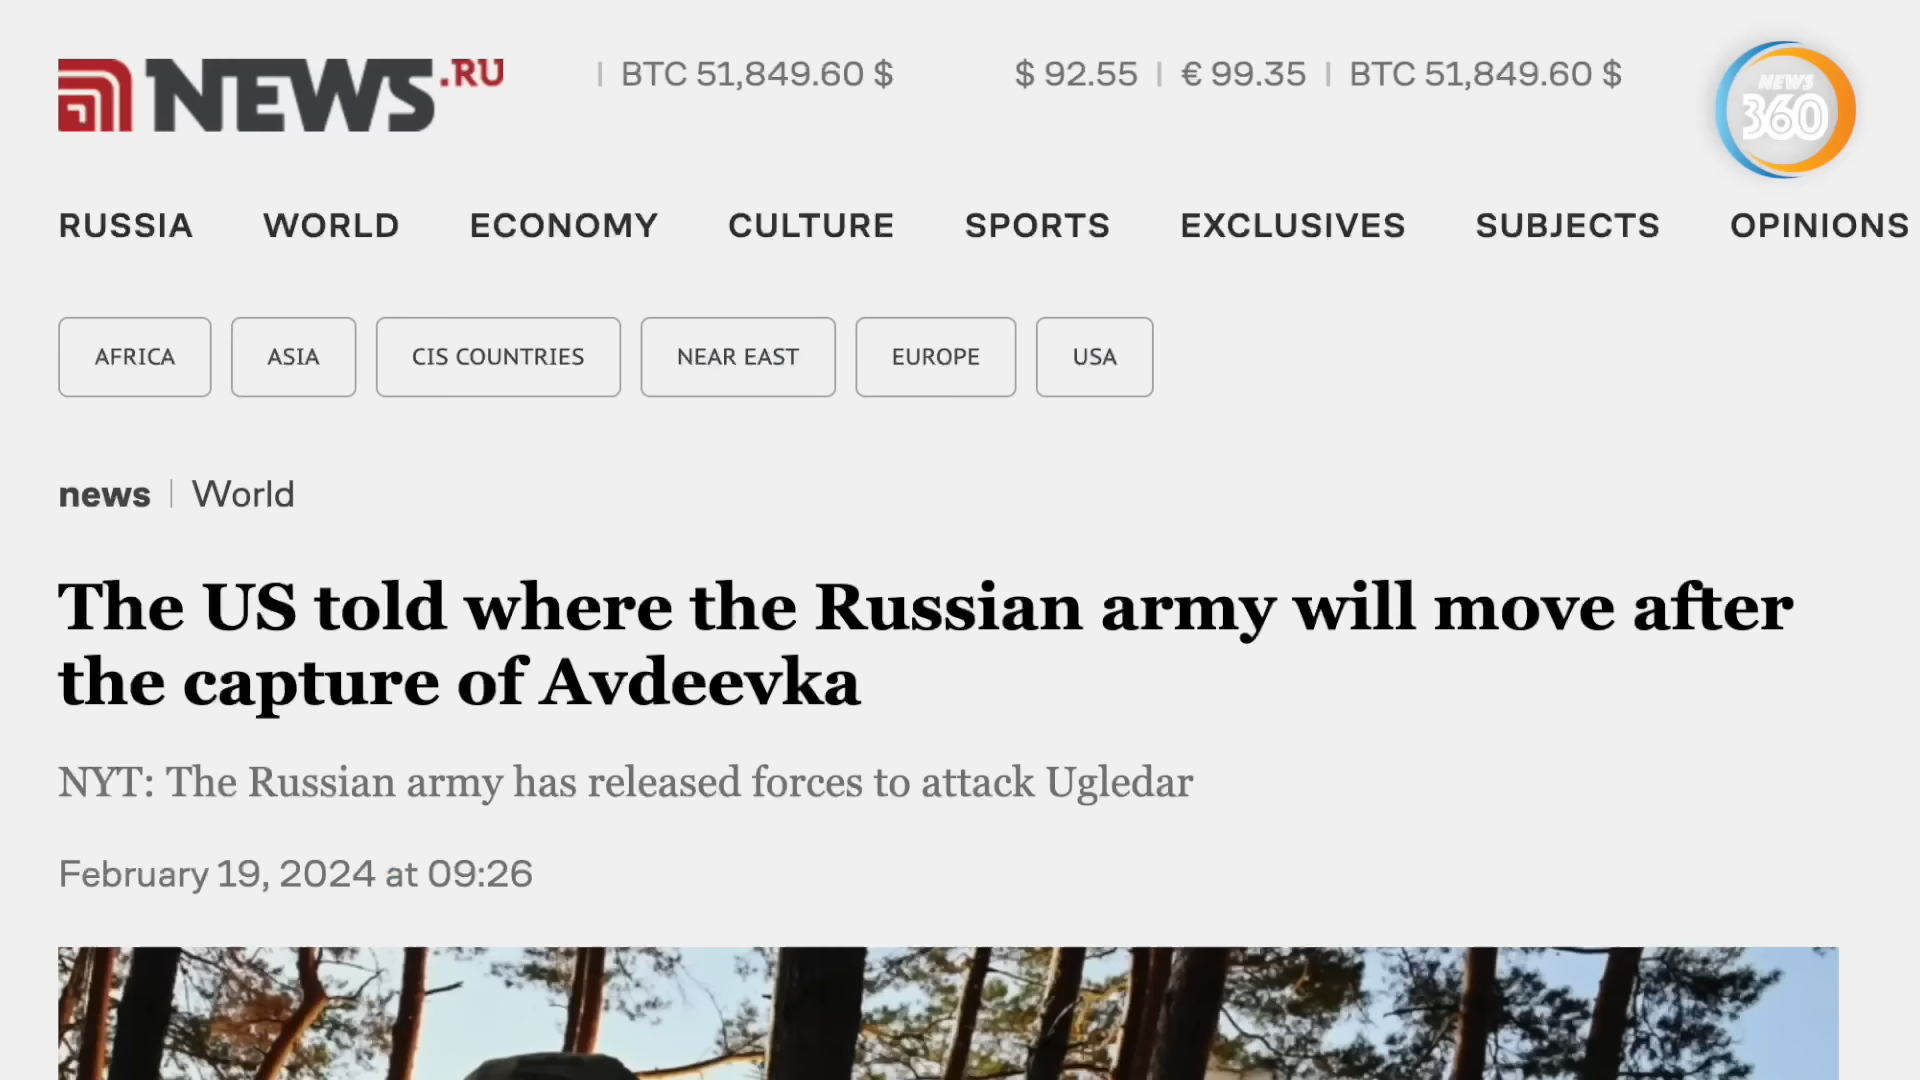 NEWS.RU
BTC 51,849.60 $
$ 92.55 | € 99.35 | BTC 51,849.60 $
NEWS
360
RUSSIA WORLD ECONOMY CULTURE SPORTS EXCLUSIVES SUBJECTS OPINIONS
AFRICA ASIA CIS COUNTRIES NEAR EAST EUROPE USA
news | World
The US told where the Russian army will move after
the capture of Avdeevka
NYT: The Russian army has released forces to attack Ugledar
February 19, 2024 at 09:26